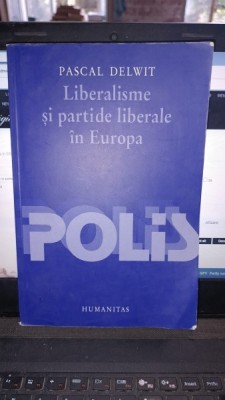 PASCAL DELWIT
Liberalisme
și partide liberale
în Europa
POLIS
HUMANITAS